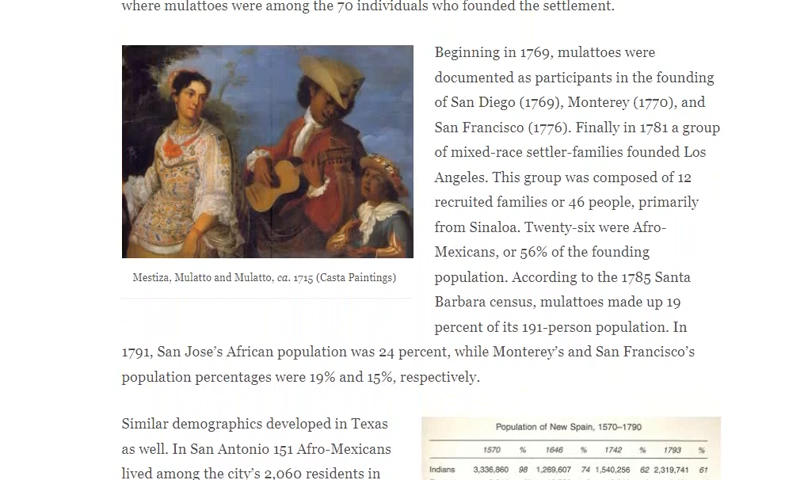 where mulattoes were among the 70 individuals who founded the settlement.
Beginning in 1769, mulattoes were
documented as participants in the founding
of San Diego (1769), Monterey (1770), and
San Francisco (1776). Finally in 1781 a group
of mixed-race settler-families founded Los
Angeles. This group was composed of 12
recruited families or 46 people, primarily
from Sinaloa. Twenty-six were Afro-
Mexicans, or 56% of the founding
population. According to the 1785 Santa
Barbara census, mulattoes made up 19
percent of its 191-person population. In
Mestiza, Mulatto and Mulatto, ca. 1715 (Casta Paintings)
1791, San Jose’s African population was 24 percent, while Monterey’s and San Francisco’s
population percentages were 19% and 15%, respectively.
Similar demographics developed in Texas
as well. In San Antonio 151 Afro-Mexicans
lived among the city’s 2,060 residents in
Population of New Spain, 1570–1790
1570 % 1646 % 1742 % 1793 %
Indians 3,336,860 98 1,269,607 74 1,540,256 62 2,319,741 61